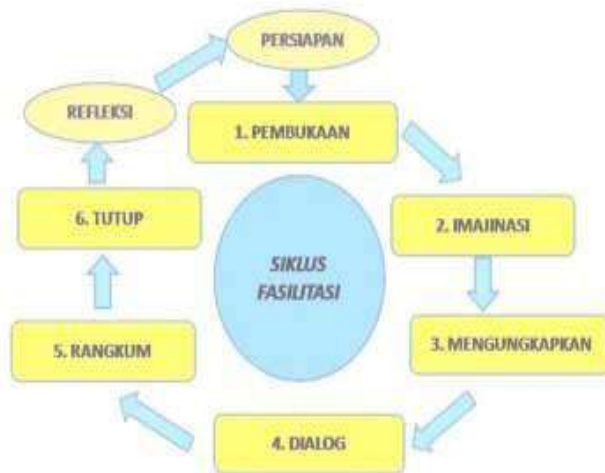 PERSIAPAN
1. PEMBUKAAN
2. IMAJINASI
3. MENGUNGKAPKAN
4. DIALOG
5. RANGKUM
6. TUTUP
REFLEKSI
SIKLUS
FASILITASI